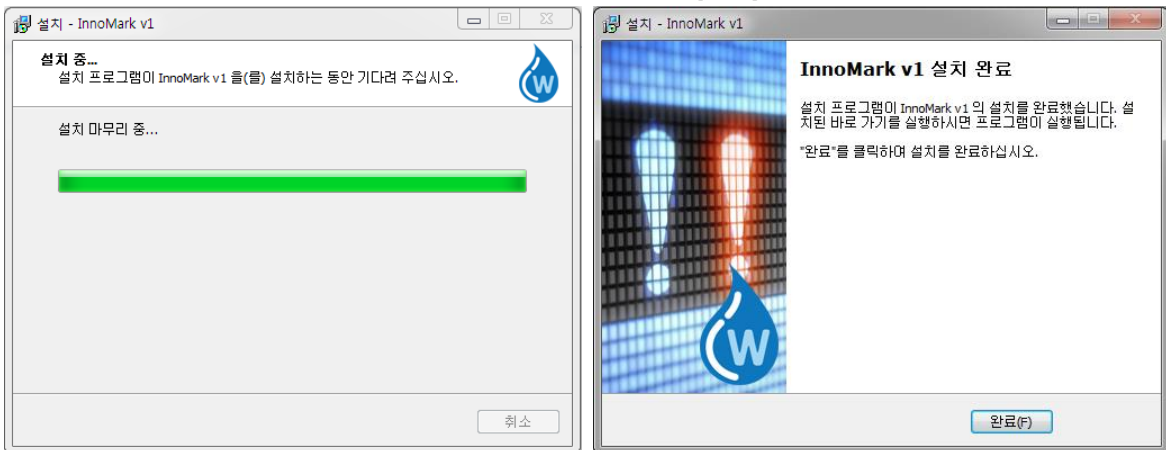 설치 - InnoMark v1
설치 중...
설치 프로그램이 InnoMark v1 을(를) 설치하는 동안 기다려 주십시오.
W
설치 마무리 중...
취소
설치 - InnoMark v1
InnoMark v1 설치 완료
설치 프로그램이 InnoMark v1 의 설치를 완료했습니다. 설
치된 바로 가기를 실행하시면 프로그램이 실행됩니다.
"완료"를 클릭하여 설치를 완료하십시오.
W
완료(F)